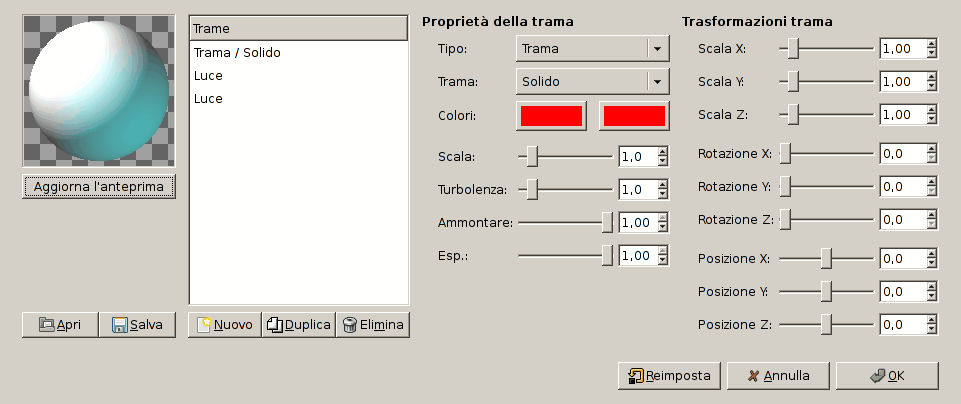 Aggiorna l'anteprima
Apri
Salva
Trame
Trama / Solido
Luce
Luce
Nuovo
Duplica
Elimina
Proprietà della trama
Tipo: Trama
Trama: Solido
Colori:
Scala: 1,0
Turbolenza: 1,0
Ammontare: 1,00
Esp.: 1,00
Trasformazioni trama
Scala X: 1,00
Scala Y: 1,00
Scala Z: 1,00
Rotazione X: 0,0
Rotazione Y: 0,0
Rotazione Z: 0,0
Posizione X: 0,0
Posizione Y: 0,0
Posizione Z: 0,0
Reimposta
Annulla
OK